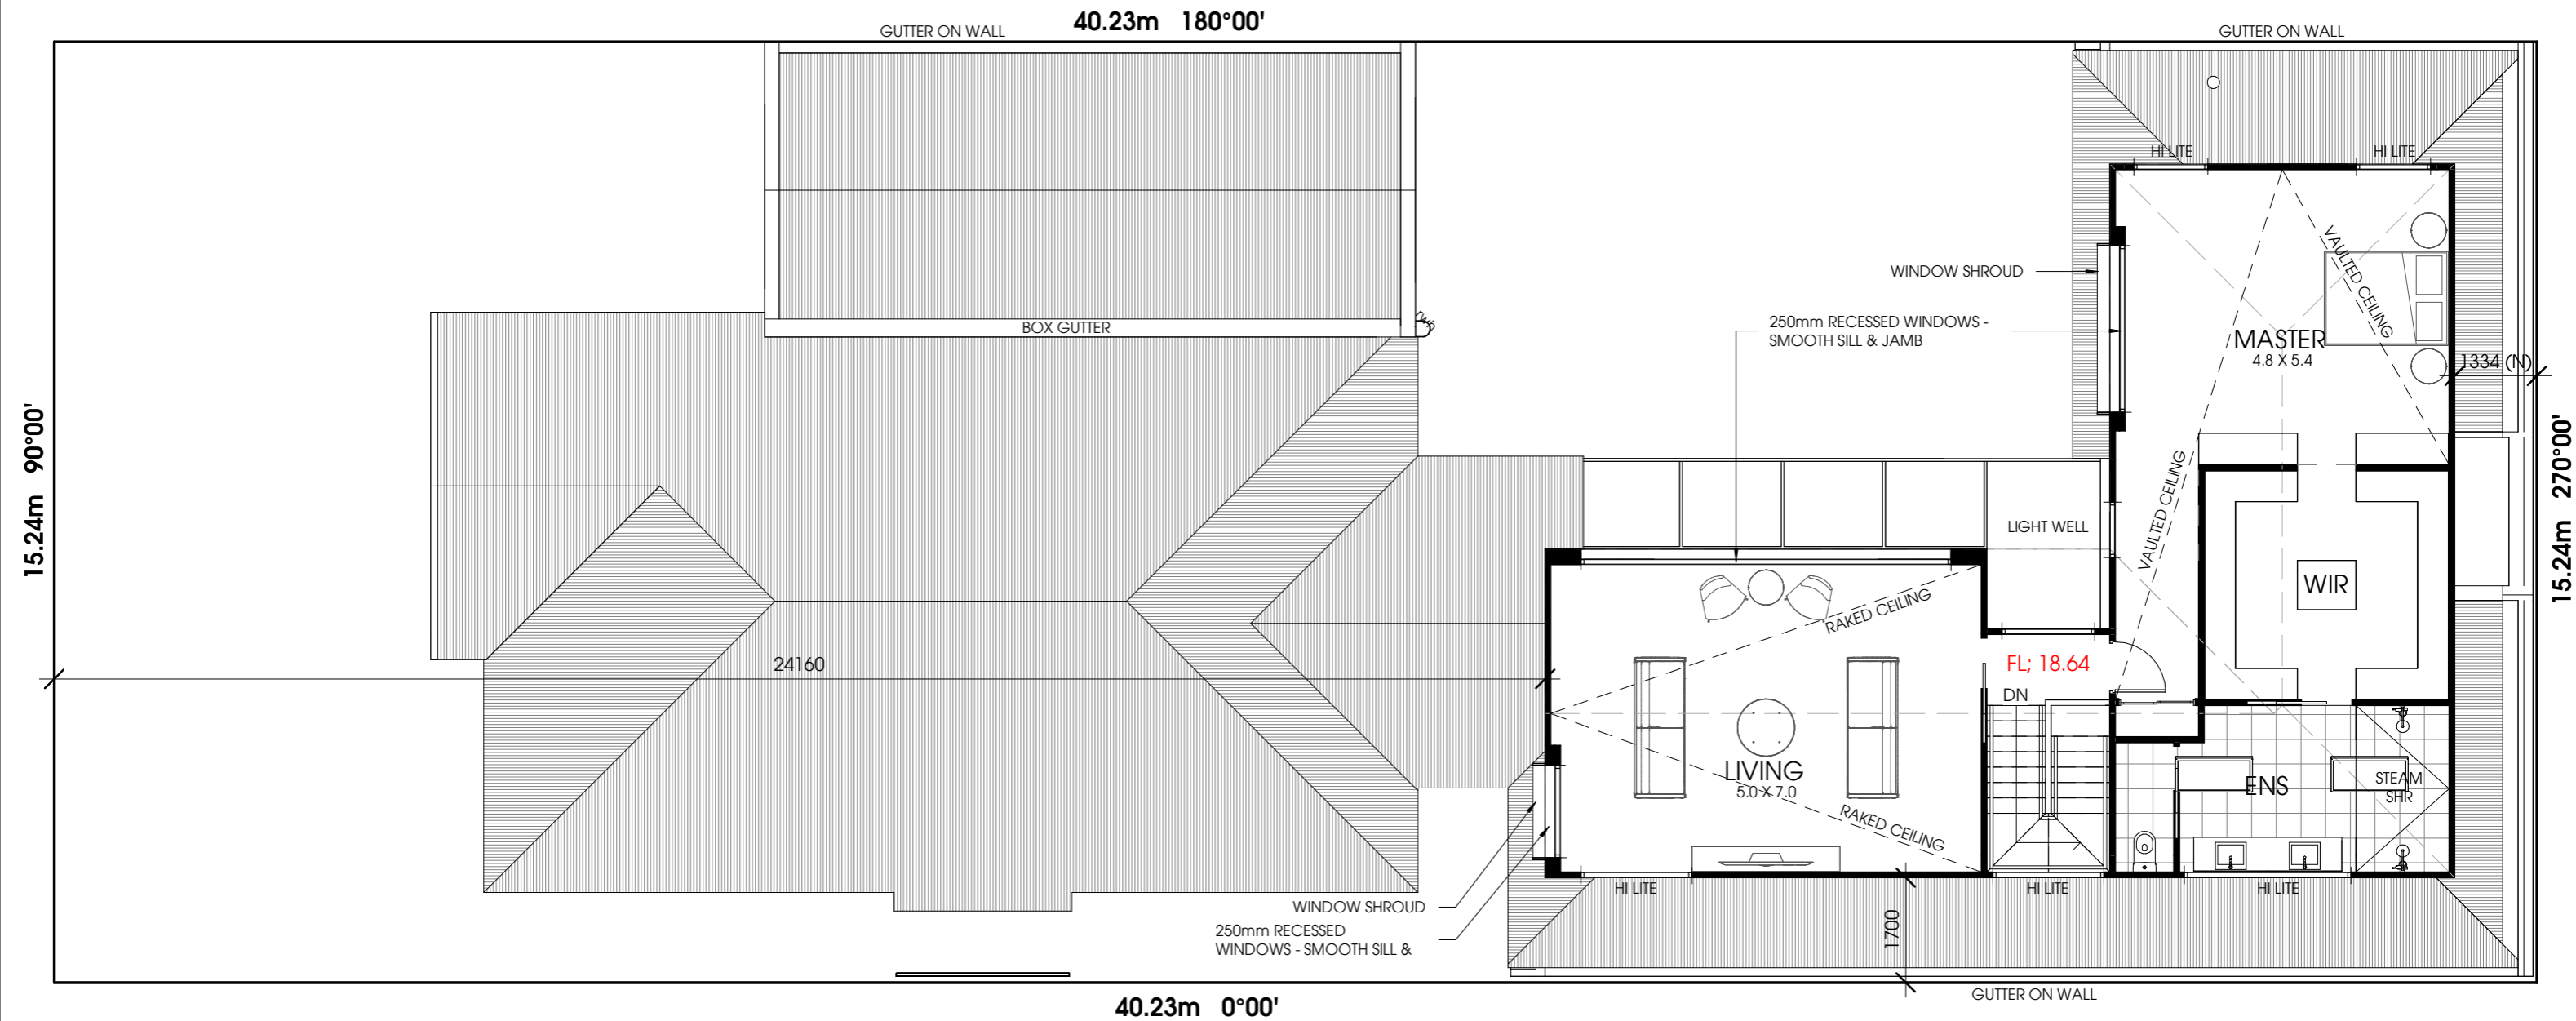 40.23m 180°00'
GUTTER ON WALL
GUTTER ON WALL
HI LITE
HI LITE
VAULTED CEILING
WINDOW SHROUD
250mm RECESSED WINDOWS -
SMOOTH SILL & JAMB
BOX GUTTER
rwh
MASTER
4.8 X 5.4
1334 (N)
15.24m 90°00'
15.24m 270°00'
VAULTED CEILING
LIGHT WELL
WIR
RAKED CEILING
24160
FL; 18.64
DN
LIVING
5.0 X 7.0
ENS
STEAM
SHR
RAKED CEILING
HI LITE
HI LITE
HI LITE
WINDOW SHROUD
250mm RECESSED
WINDOWS - SMOOTH SILL &
1700
GUTTER ON WALL
40.23m 0°00'